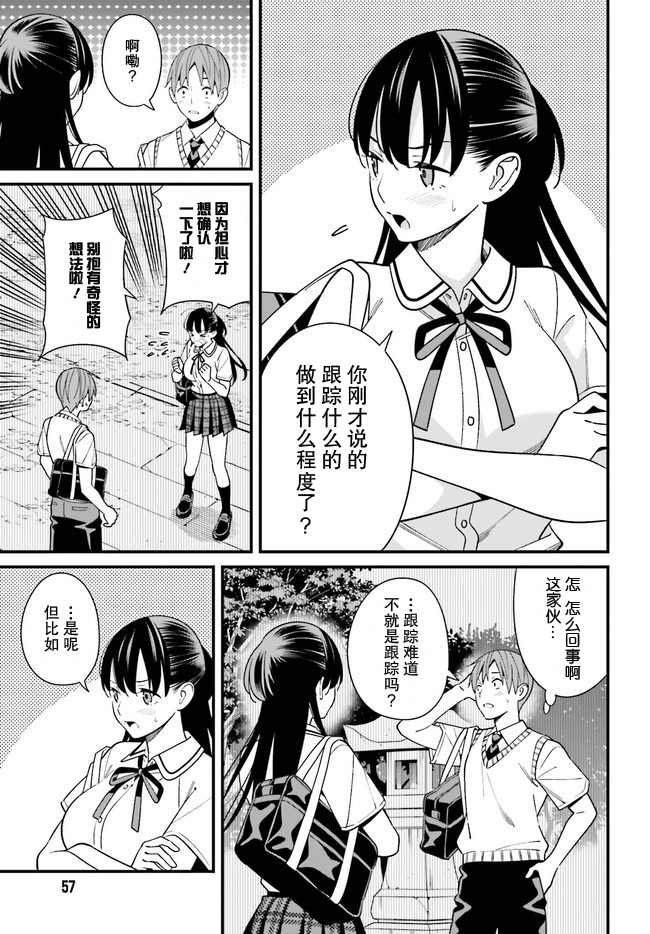 你刚才说的
跟踪什么的
做到什么程度了？
啊嘞？
因为担心才
想确认
一下了啦！
别抱有奇怪的
想法啦！
怎 怎么回事啊
这家伙…
…跟踪难道
不就是跟踪吗？
…是呢
但比如
57